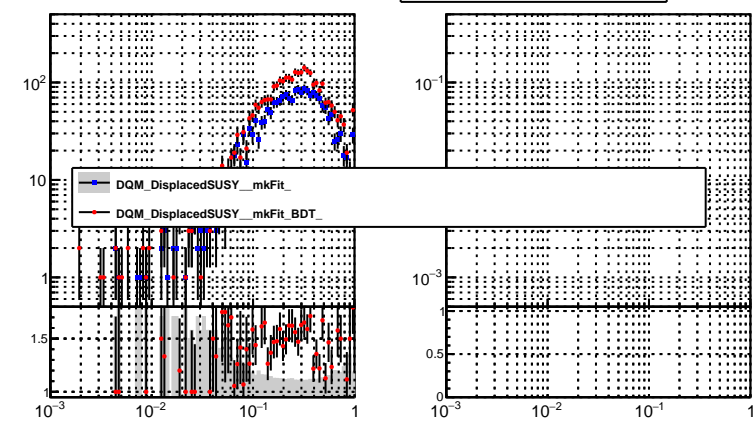 10²
10
1
1.5
1
10⁻³ 10⁻² 10⁻¹ 1
DQM_DisplacedSUSY__mkFit_
DQM_DisplacedSUSY__mkFit_BDT_
10⁻¹
10⁻³
1
0.5
0
10⁻³ 10⁻² 10⁻¹ 1